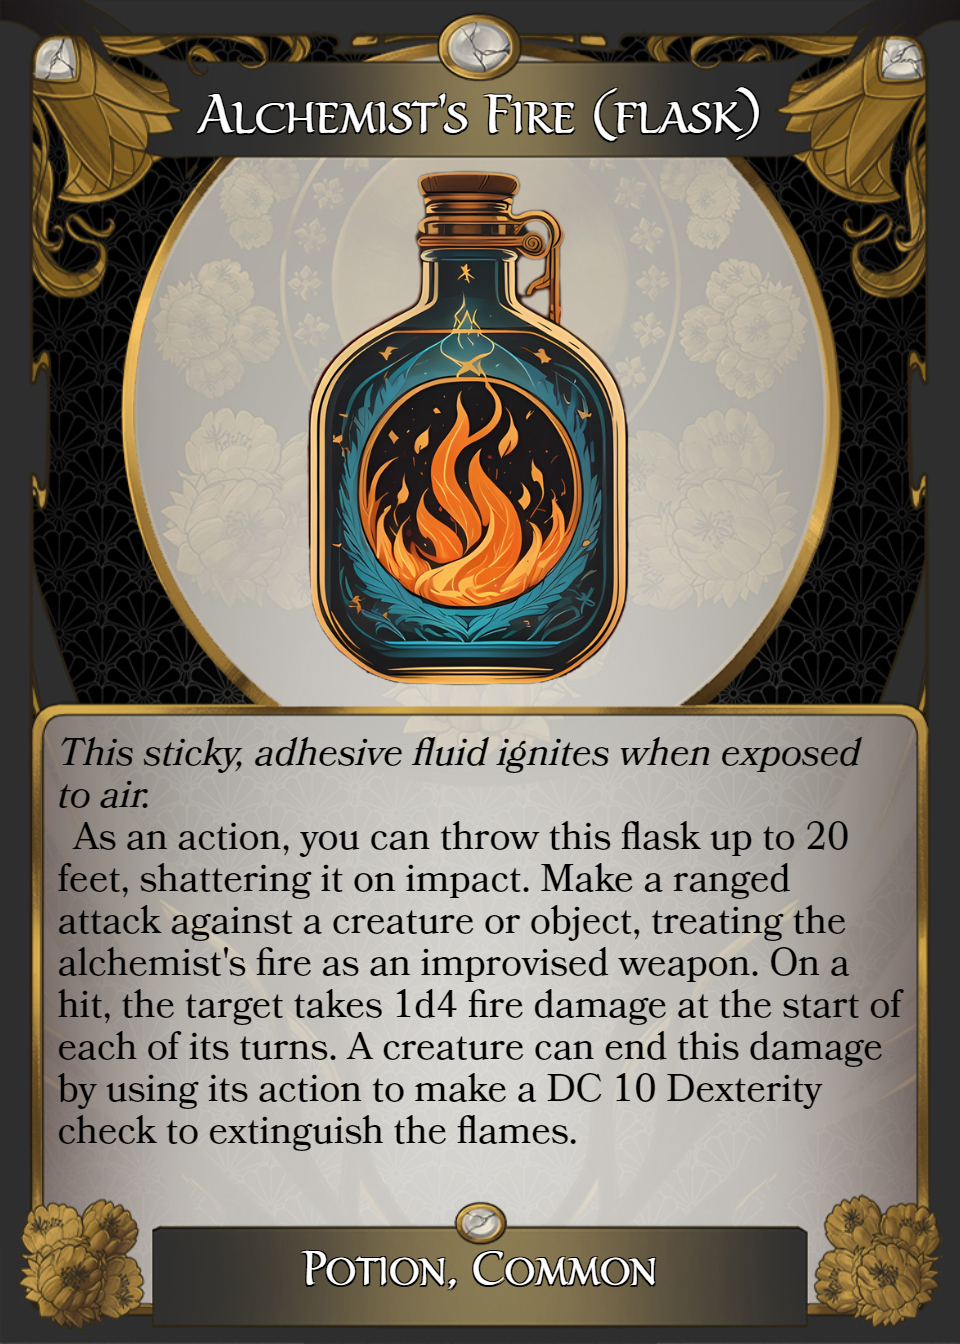 Alchemist's Fire (flask)
This sticky, adhesive fluid ignites when exposed
to air.
As an action, you can throw this flask up to 20
feet, shattering it on impact. Make a ranged
attack against a creature or object, treating the
alchemist's fire as an improvised weapon. On a
hit, the target takes 1d4 fire damage at the start of
each of its turns. A creature can end this damage
by using its action to make a DC 10 Dexterity
check to extinguish the flames.
Potion, Common